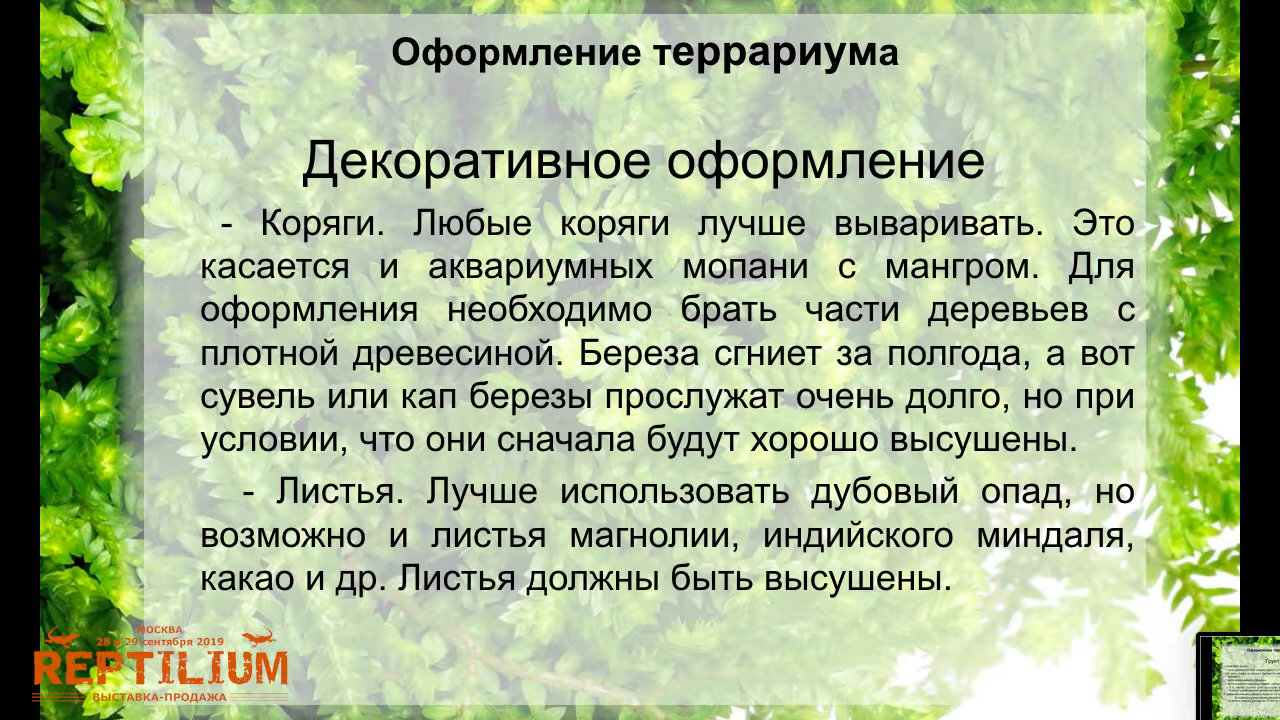 Оформление террариума
Декоративное оформление
- Коряги. Любые коряги лучше вываривать. Это
касается и аквариумных мопани с мангром. Для
оформления необходимо брать части деревьев с
плотной древесиной. Береза сгниет за полгода, а вот
сувель или кап березы прослужат очень долго, но при
условии, что они сначала будут хорошо высушены.
- Листья. Лучше использовать дубовый опад, но
возможно и листья магнолии, индийского миндаля,
какао и др. Листья должны быть высушены.
МОСКВА
28 и 29 сентября 2019
REPTILIUM
ВЫСТАВКА-ПРОДАЖА